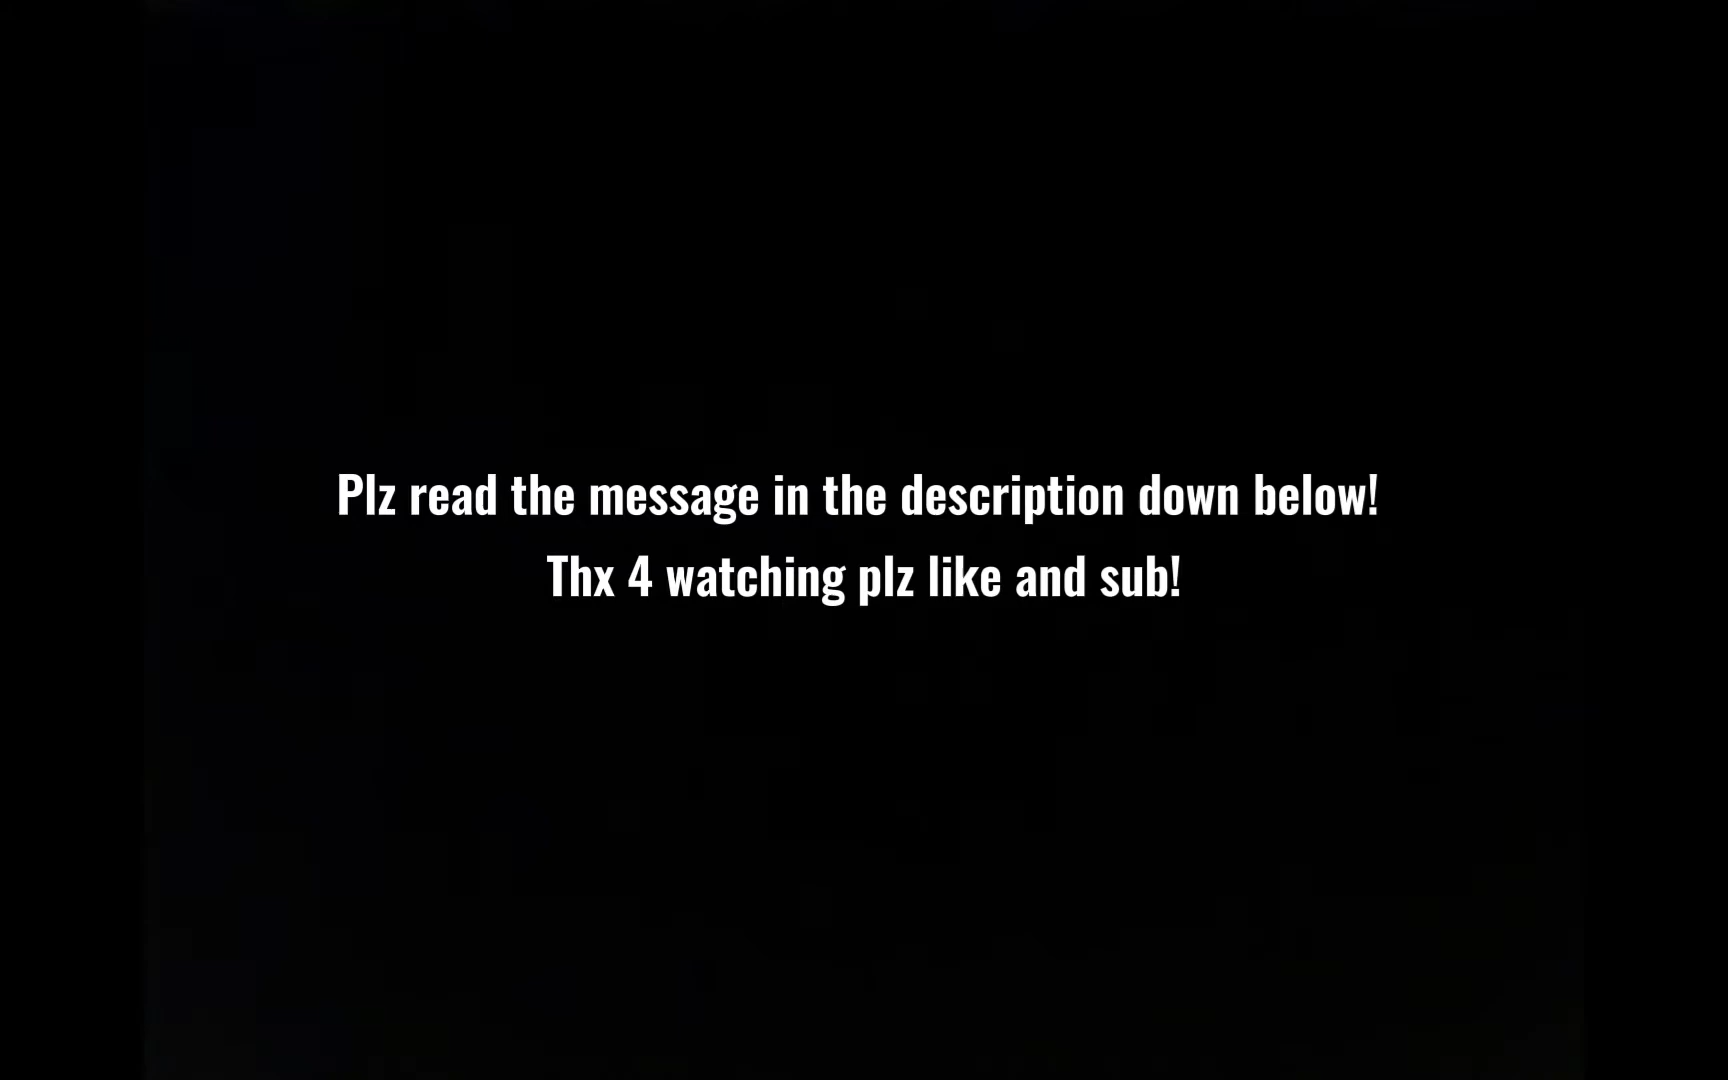 Plz read the message in the description down below!
Thx 4 watching plz like and sub!